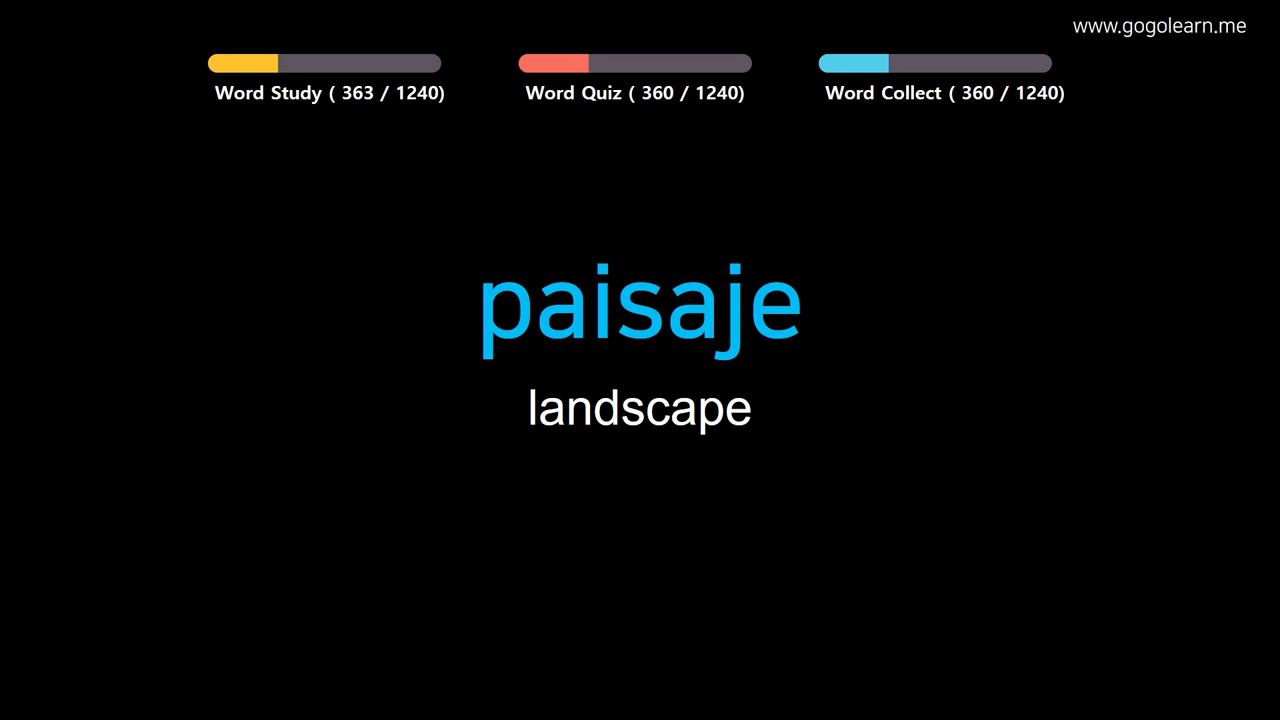 www.gogolearn.me
Word Study ( 363 / 1240)
Word Quiz ( 360 / 1240)
Word Collect ( 360 / 1240)
paisaje
landscape